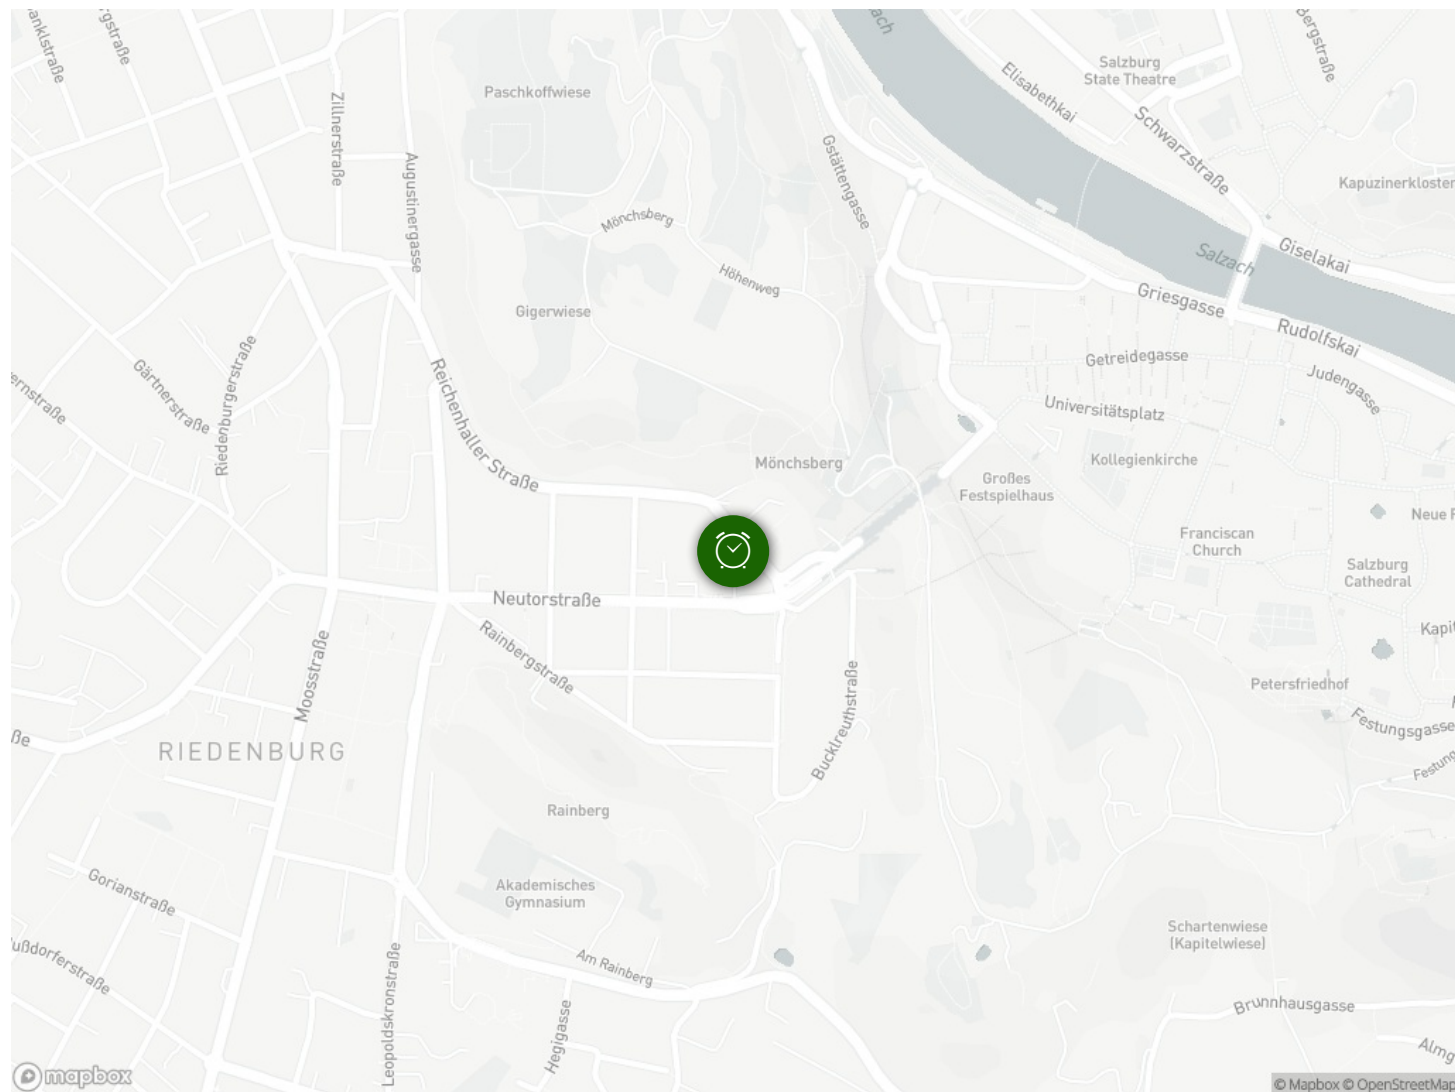 Salzach
Salzburg
State Theatre
Elisabethkai
Schwarzstraße
Bergstraße
Paschkoffwiese
Zillnerstraße
Augustinergasse
Gstättengasse
Kapuzinerkloster
Mönchsberg
Höhenweg
Salzach
Giselakai
Gigerwiese
Griesgasse
Rudolfskai
Riedenburgerstraße
Gärtnerstraße
Reichenhaller Straße
Getreidegasse
Judengasse
Universitätsplatz
Mönchsberg
Kollegienkirche
Großes
Festspielhaus
Neue
Franciscan
Church
Salzburg
Cathedral
Neutorstraße
Rainbergstraße
Moosstraße
Bucklreuthstraße
Petersfriedhof
Festungsgasse
RIEDENBURG
Rainberg
Akademisches
Gymnasium
Gorianstraße
Leopoldskronstraße
Am Rainberg
Hegigasse
Schartenwiese
(Kapitelwiese)
Brunnhausgasse
mapbox
© Mapbox © OpenStreetMap